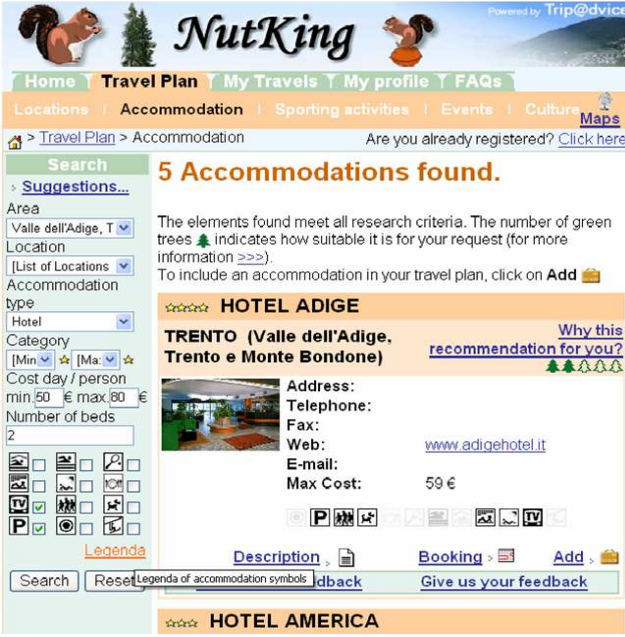 Powered by Trip@dvice
NutKing
Home Travel Plan My Travels My profile FAQs
Locations | Accommodation | Sporting activities | Events | Culture
Maps
> Travel Plan > Accommodation
Are you already registered? Click here
Search
Suggestions...
Area
Valle dell'Adige, T
Location
[List of Locations
Accommodation
type
Hotel
Category
[Min [Ma:
Cost day / person
min. 50 € max. 80 €
Number of beds
2
TV
P
Legenda
Search Reset
Legenda of accommodation symbols
5 Accommodations found.
The elements found meet all research criteria. The number of green
trees indicates how suitable it is for your request (for more
information >>>).
To include an accommodation in your travel plan, click on Add
HOTEL ADIGE
TRENTO (Valle dell'Adige,
Trento e Monte Bondone)
Why this
recommendation for you?
Address:
Telephone:
Fax:
Web: www.adigehotel.it
E-mail:
Max Cost: 59 €
P TV
Description Booking Add
Give us your feedback
HOTEL AMERICA